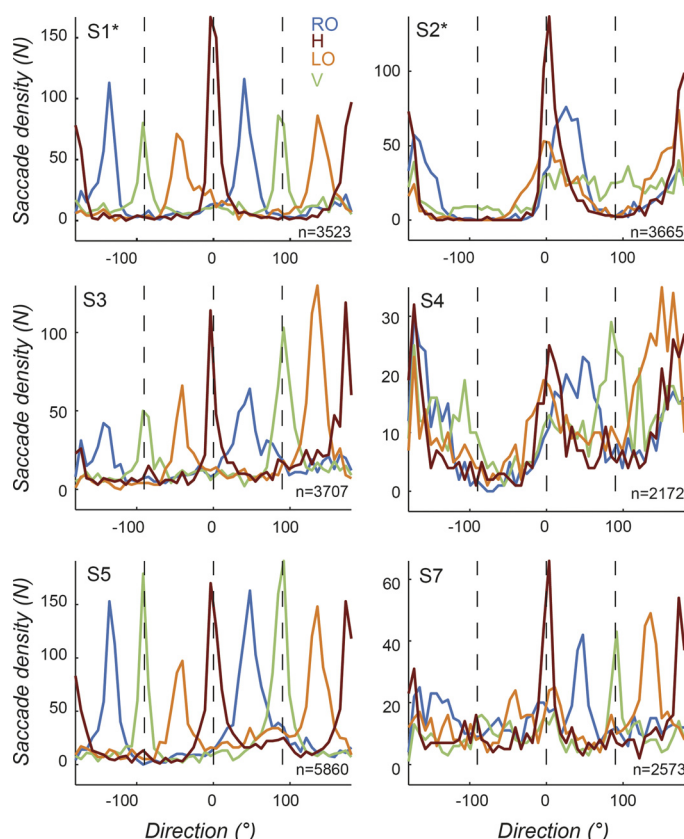 S1*
RO
H
LO
V
Saccade density (N)
150
100
50
0
-100
0
100
n=3523
S2*
100
50
0
-100
0
100
n=3665
S3
Saccade density (N)
100
50
0
-100
0
100
n=3707
S4
30
20
10
0
-100
0
100
n=2172
S5
Saccade density (N)
150
100
50
0
-100
0
100
n=5860
Direction (°)
S7
60
40
20
0
-100
0
100
n=2573
Direction (°)